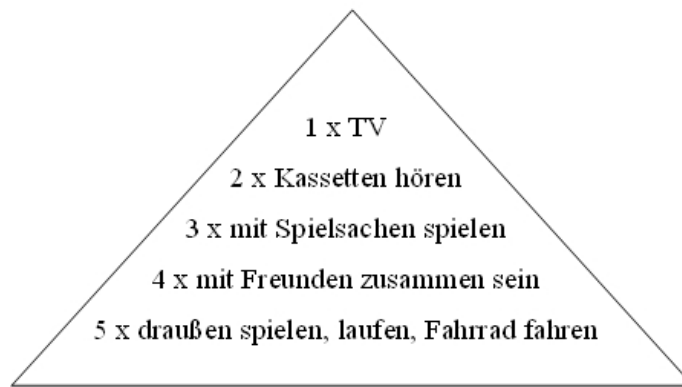 1 x TV
2 x Kassetten hören
3 x mit Spielsachen spielen
4 x mit Freunden zusammen sein
5 x draußen spielen, laufen, Fahrrad fahren